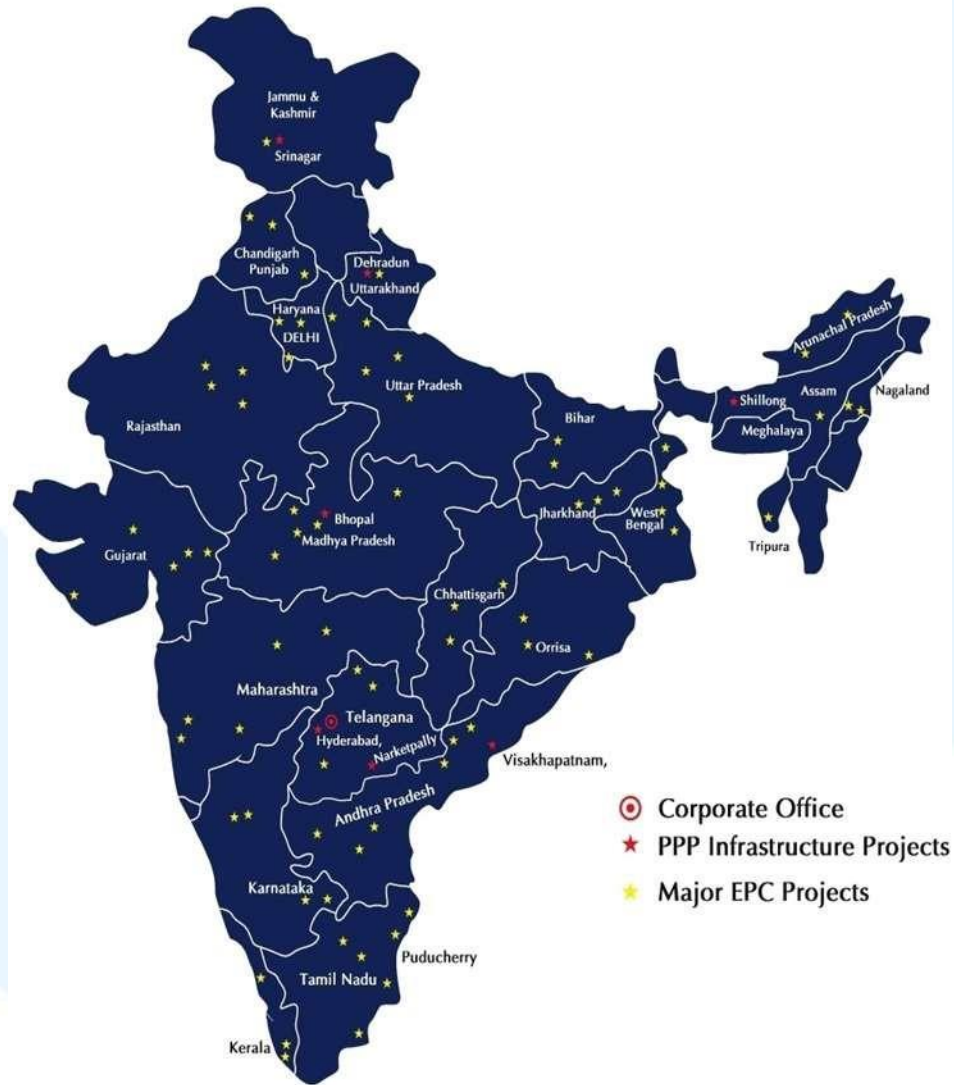 Jammu &
Kashmir
Srinagar
Chandigarh
Punjab
Dehradun
Uttarakhand
Haryana
DELHI
Arunachal Pradesh
Rajasthan
Uttar Pradesh
Bihar
Shillong
Assam
Nagaland
Meghalaya
Bhopal
Madhya Pradesh
Jharkhand
West
Bengal
Gujarat
Tripura
Chhattisgarh
Orrisa
Maharashtra
Telangana
Hyderabad,
Narketpally
Visakhapatnam,
Andhra Pradesh
Corporate Office
PPP Infrastructure Projects
Major EPC Projects
Karnataka
Puducherry
Tamil Nadu
Kerala